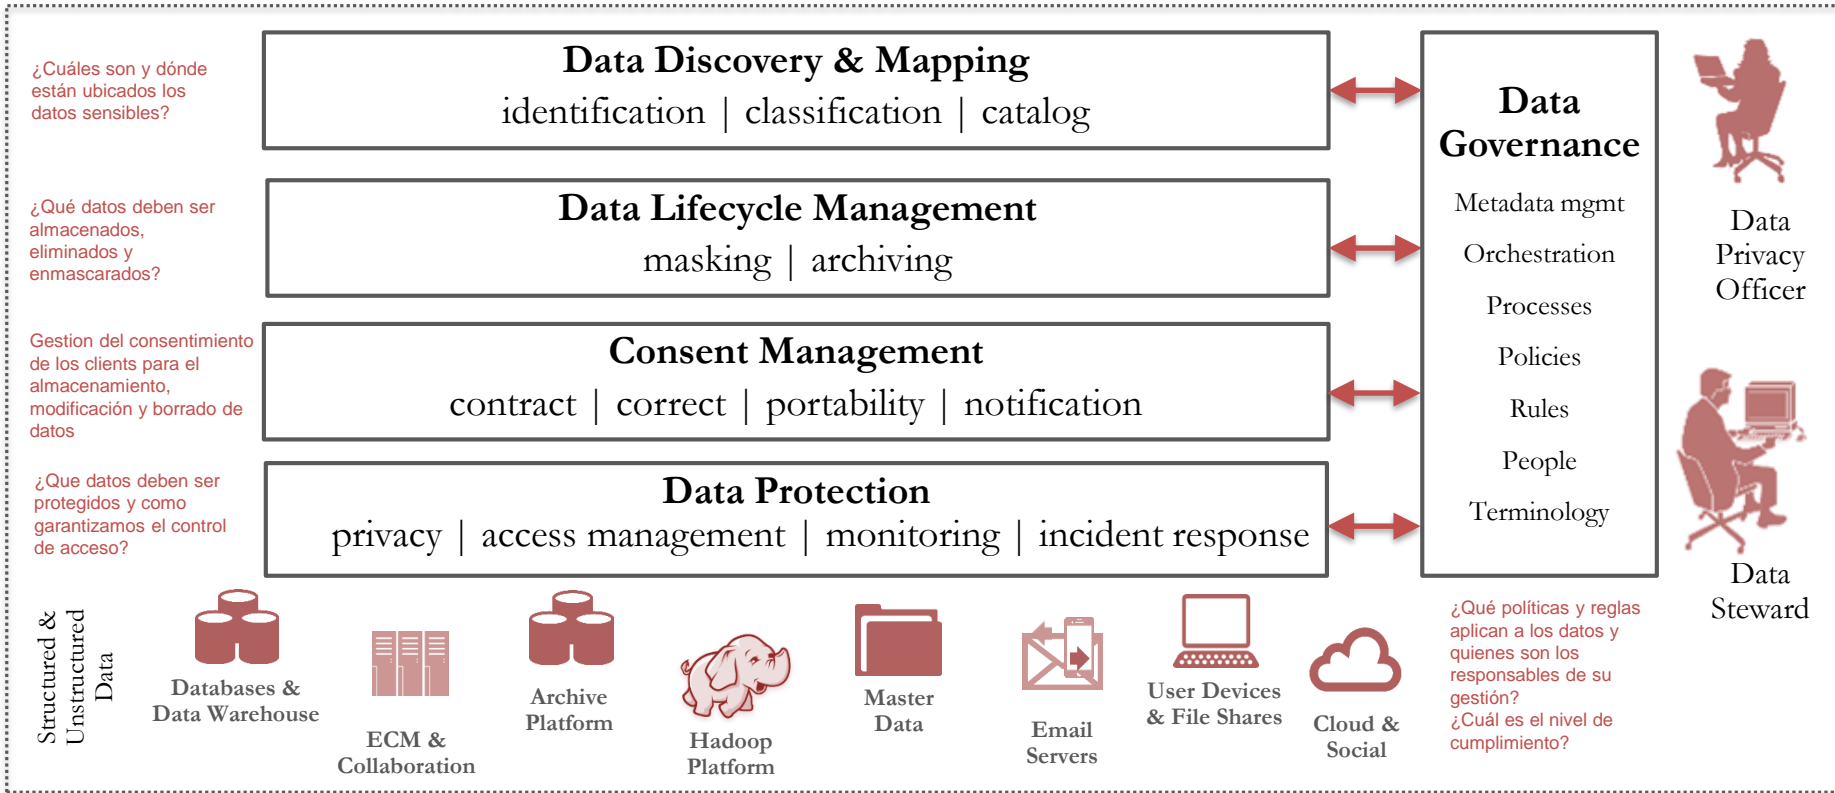 ¿Cuáles son y dónde
están ubicados los
datos sensibles?
Data Discovery & Mapping
identification | classification | catalog
¿Qué datos deben ser
almacenados,
eliminados y
enmascarados?
Data Lifecycle Management
masking | archiving
Gestion del consentimiento
de los clients para el
almacenamiento,
modificación y borrado de
datos
Consent Management
contract | correct | portability | notification
¿Que datos deben ser
protegidos y como
garantizamos el control
de acceso?
Data Protection
privacy | access management | monitoring | incident response
Data
Governance
Metadata mgmt
Orchestration
Processes
Policies
Rules
People
Terminology
Data
Privacy
Officer
Data
Steward
Structured &
Unstructured
Data
Databases &
Data Warehouse
ECM &
Collaboration
Archive
Platform
Hadoop
Platform
Master
Data
Email
Servers
User Devices
& File Shares
Cloud &
Social
¿Qué políticas y reglas
aplican a los datos y
quienes son los
responsables de su
gestión?
¿Cuál es el nivel de
cumplimiento?